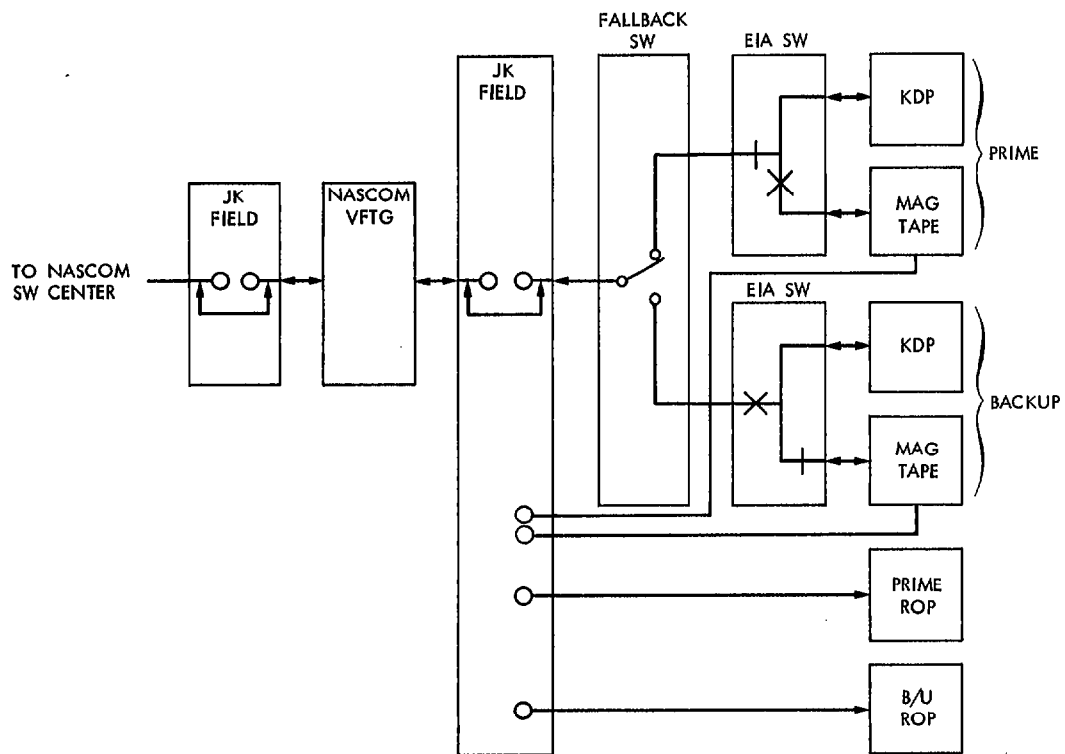 FALLBACK
SW
EIA SW
JK
FIELD
KDP
PRIME
MAG
TAPE
JK
FIELD
NASCOM
VFTG
TO NASCOM
SW CENTER
EIA SW
KDP
BACKUP
MAG
TAPE
PRIME
ROP
B/U
ROP